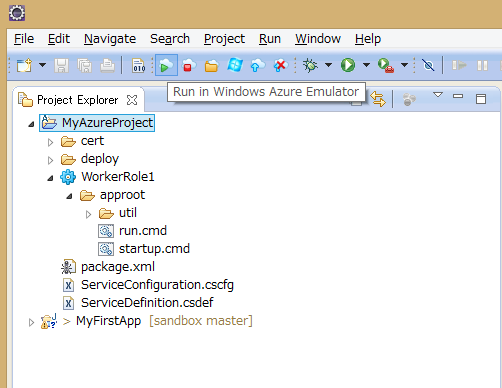 File Edit Navigate Search Project Run Window Help
010
Run in Windows Azure Emulator
Project Explorer
MyAzureProject
cert
deploy
WorkerRole1
approot
util
run.cmd
startup.cmd
package.xml
ServiceConfiguration.cscfg
ServiceDefinition.csdef
> MyFirstApp [sandbox master]